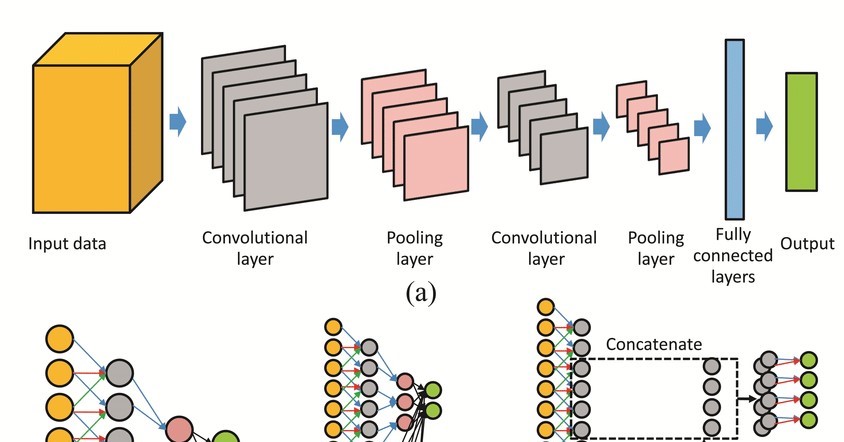 Input data
Convolutional
layer
Pooling
layer
Convolutional
layer
Pooling
layer
Fully
connected
layers
Output
(a)
Concatenate